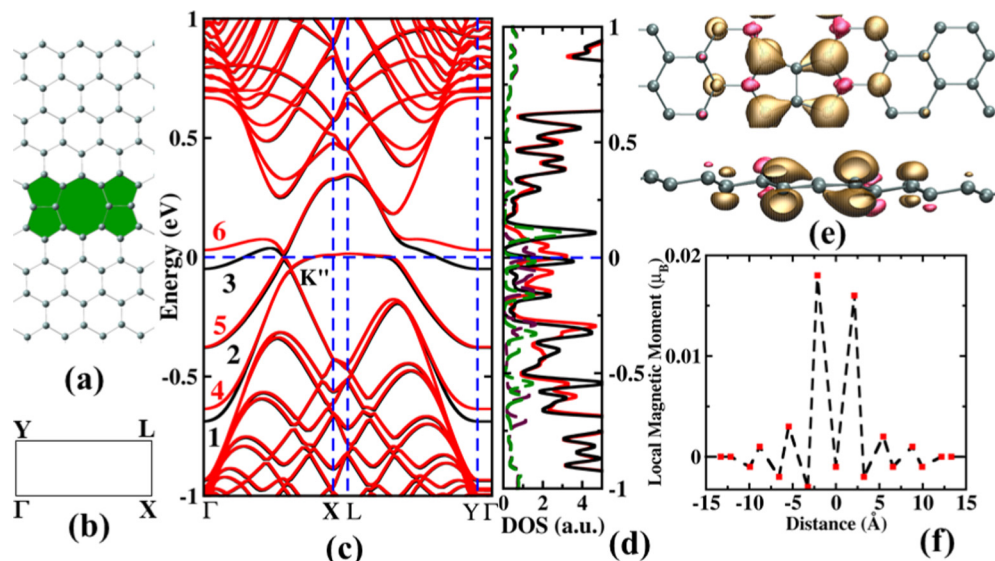 (a)
Y L
Γ X
(b)
Energy (eV)
1
0.5
0
-0.5
-1
6
3
K"
5
2
4
1
Γ X L Y Γ
(c)
1
0.5
0
-0.5
-1
0 2 4
DOS (a.u.)
(d)
(e)
Local Magnetic Moment (μB)
0.02
0.01
0
-15 -10 -5 0 5 10 15
Distance (Å)
(f)